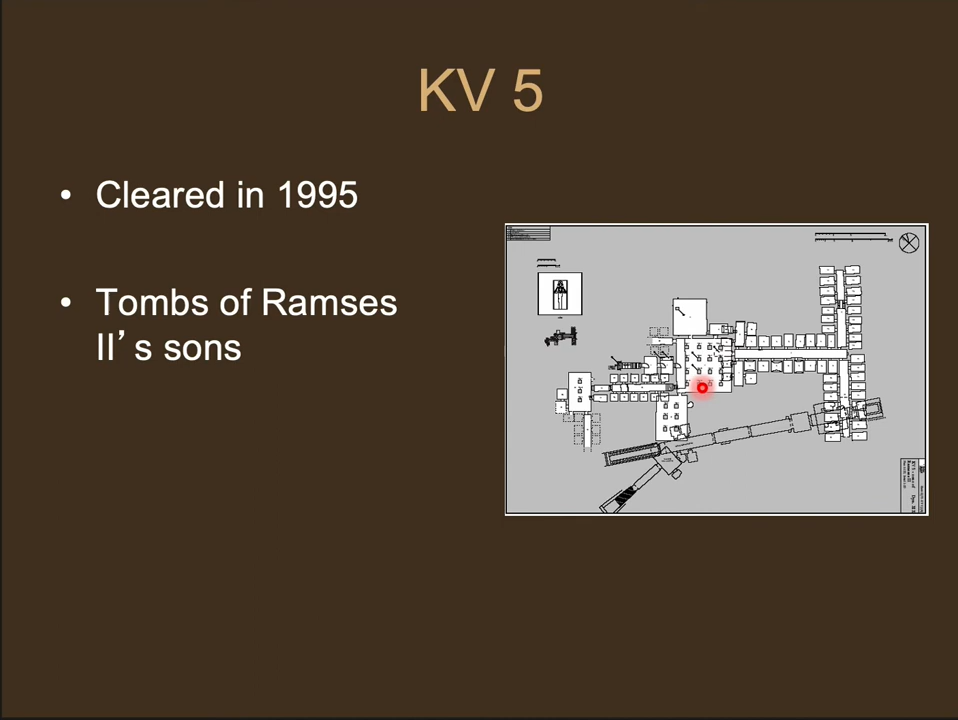 KV 5
• Cleared in 1995
• Tombs of Ramses
II’s sons